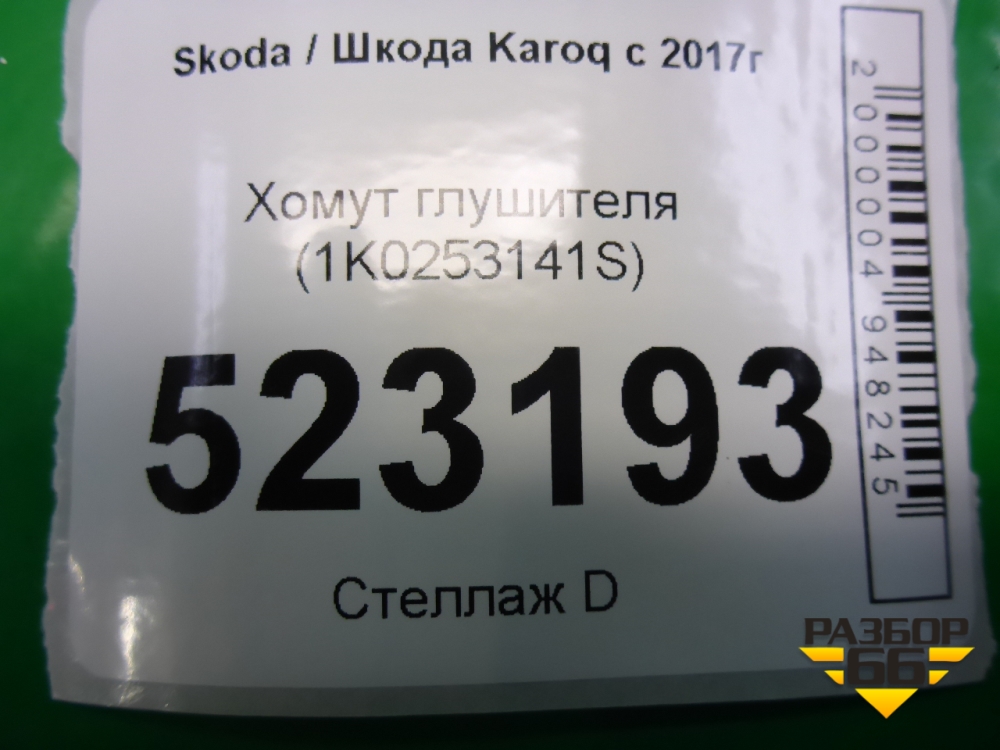 Skoda / Шкода Karoq с 2017г
Хомут глушителя
(1K0253141S)
523193
Стеллаж D
2000004948245
РАЗБОР
66